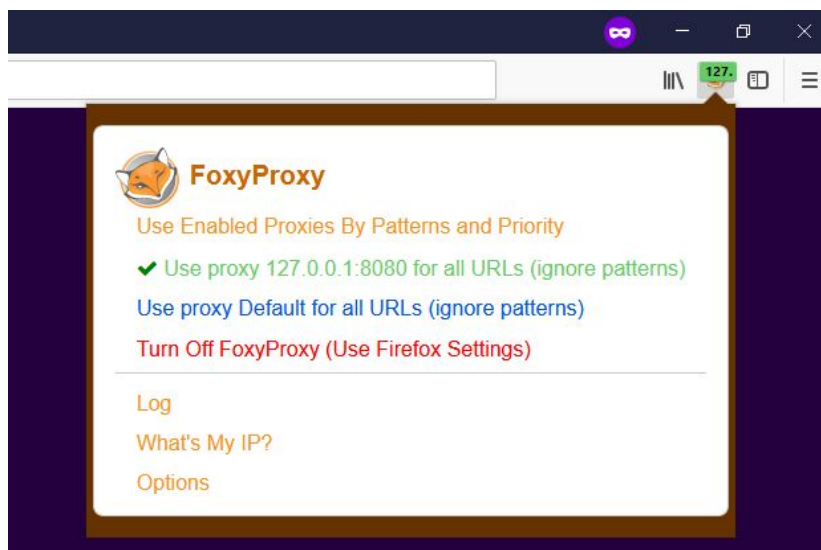 127.
FoxyProxy
Use Enabled Proxies By Patterns and Priority
Use proxy 127.0.0.1:8080 for all URLs (ignore patterns)
Use proxy Default for all URLs (ignore patterns)
Turn Off FoxyProxy (Use Firefox Settings)
Log
What's My IP?
Options